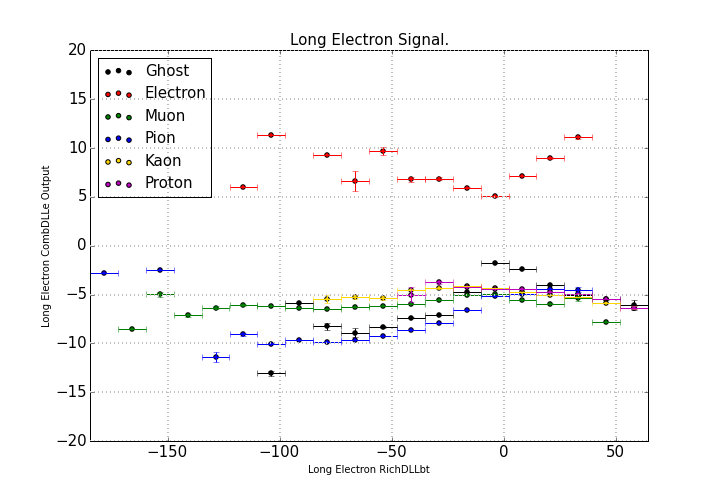 Long Electron Signal.
20
15
10
5
0
−5
−10
−15
−20
Long Electron CombDLLe Output
Ghost
Electron
Muon
Pion
Kaon
Proton
−150
−100
−50
0
50
Long Electron RichDLLbt